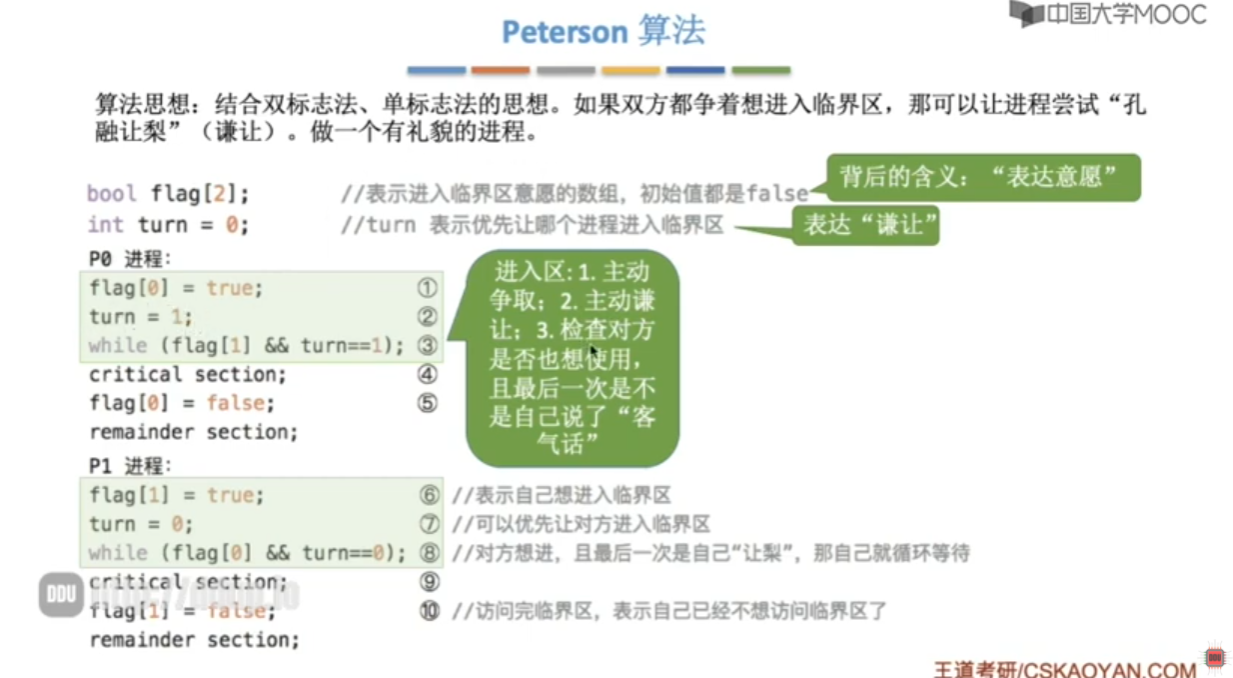 中国大学MOOC
Peterson 算法
算法思想：结合双标志法、单标志法的思想。如果双方都争着想进入临界区，那可以让进程尝试“孔
融让梨”（谦让）。做一个有礼貌的进程。
bool flag[2]; //表示进入临界区意愿的数组，初始值都是false
背后的含义：“表达意愿”
int turn = 0; //turn 表示优先让哪个进程进入临界区
表达“谦让”
P0 进程:
flag[0] = true; ①
turn = 1; ②
while (flag[1] && turn==1); ③
critical section; ④
flag[0] = false; ⑤
remainder section;
进入区: 1. 主动
争取；2. 主动谦
让；3. 检查对方
是否也想使用，
且最后一次是不
是自己说了“客
气话”
P1 进程:
flag[1] = true; ⑥ //表示自己想进入临界区
turn = 0; ⑦ //可以优先让对方进入临界区
while (flag[0] && turn==0); ⑧ //对方想进，且最后一次是自己“让梨”，那自己就循环等待
critical section; ⑨
flag[1] = false; ⑩ //访问完临界区，表示自己已经不想访问临界区了
remainder section;
DDU
王道考研/CSKAOYAN.COM